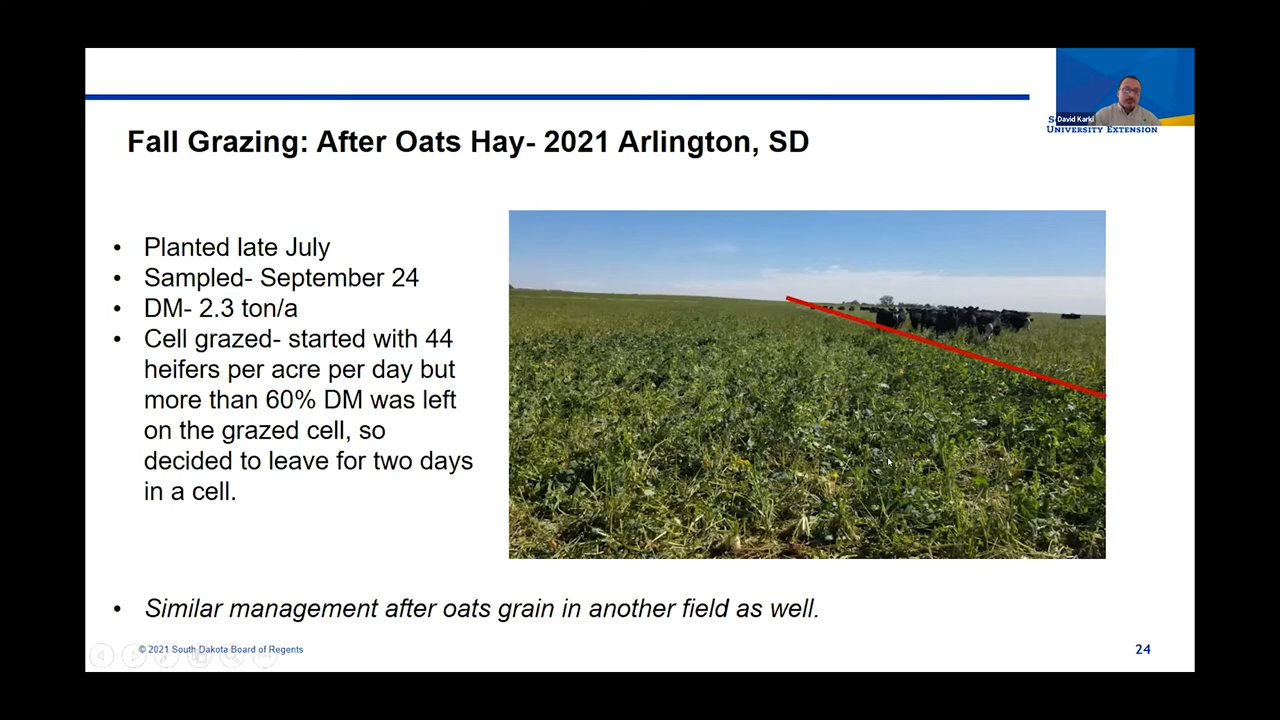 David Karki
UNIVERSITY EXTENSION
Fall Grazing: After Oats Hay- 2021 Arlington, SD
• Planted late July
• Sampled- September 24
• DM- 2.3 ton/a
• Cell grazed- started with 44
heifers per acre per day but
more than 60% DM was left
on the grazed cell, so
decided to leave for two days
in a cell.
• Similar management after oats grain in another field as well.
© 2021 South Dakota Board of Regents
24